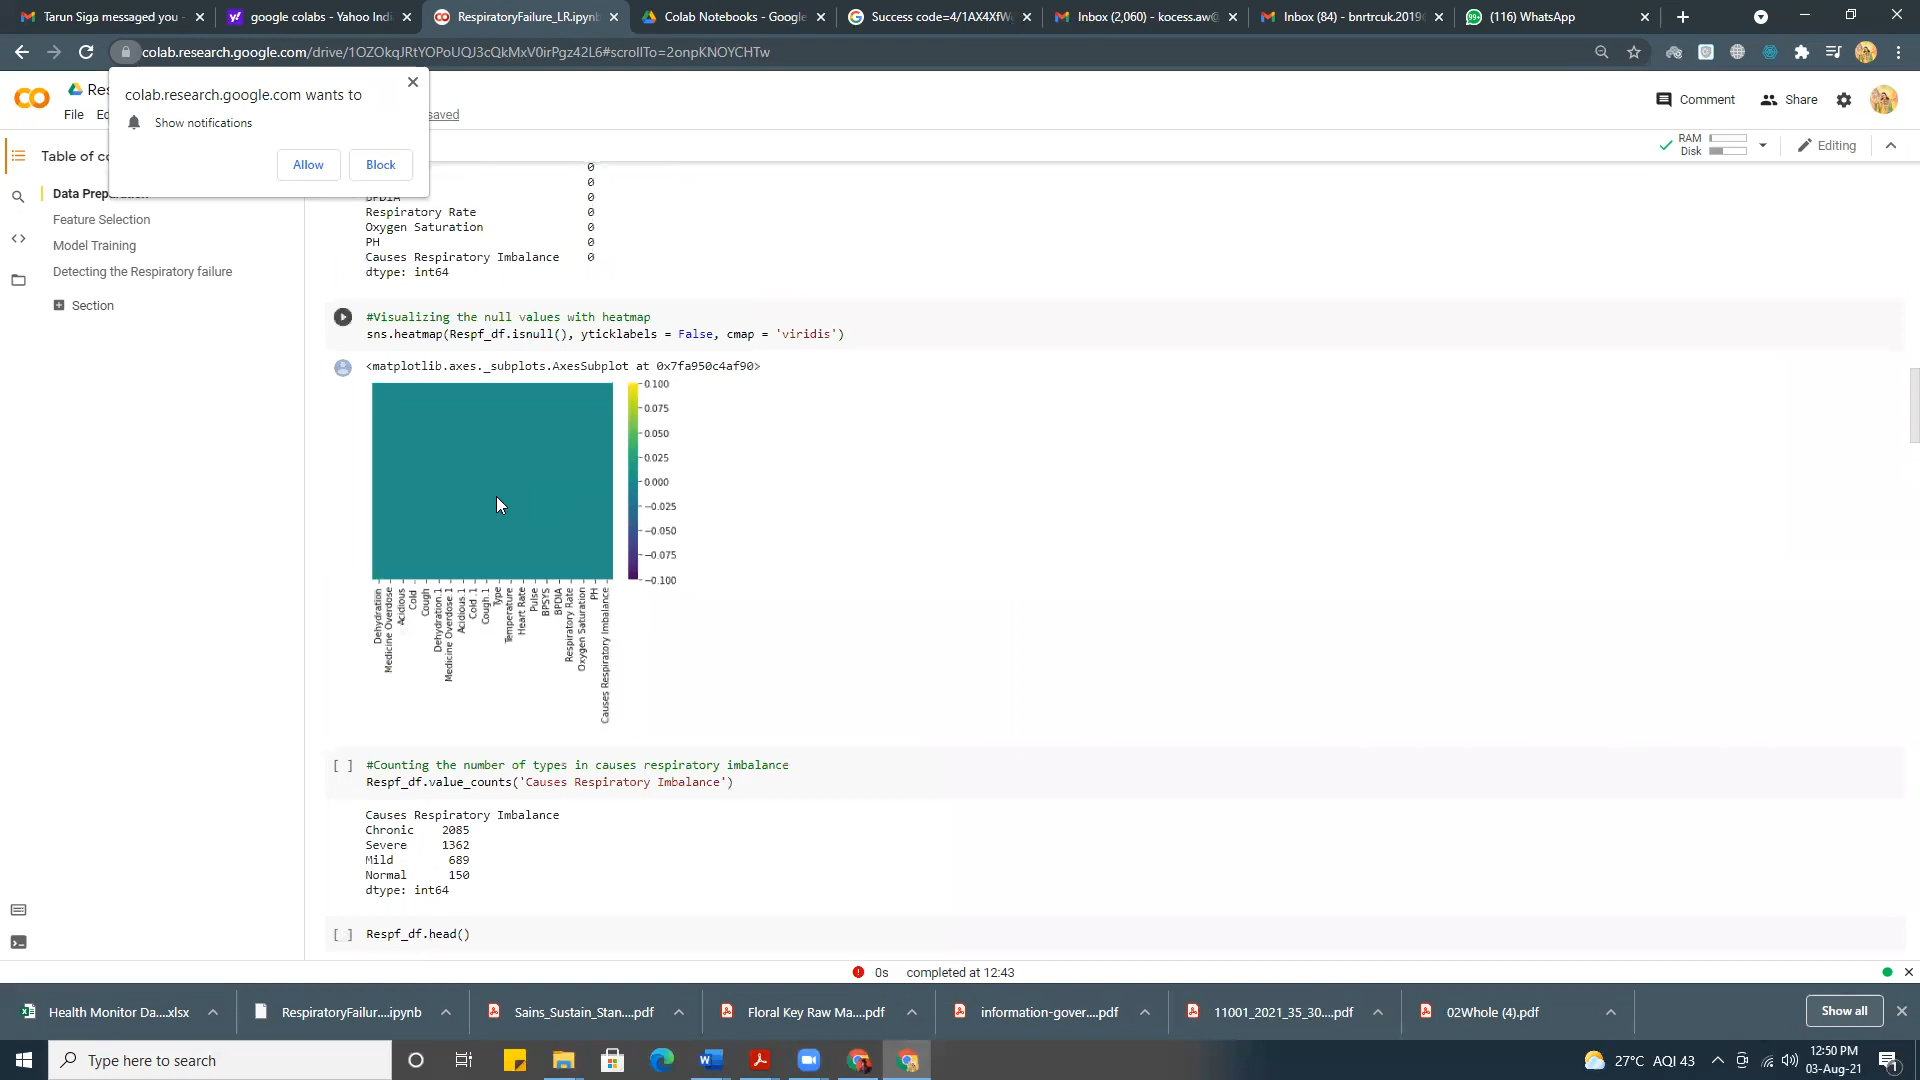 Tarun Siga messaged you -
google colabs - Yahoo Indi
RespiratoryFailure_LR.ipynb
Colab Notebooks - Google
Success code=4/1AX4XfW
Inbox (2,060) - kocess.aw@
Inbox (84) - bnrtrcuk.2019
(116) WhatsApp
colab.research.google.com/drive/1OZOkqJRtYOPoUQJ3cQkMxV0irPgz42L6#scrollTo=2onpKNOYCHTw
colab.research.google.com wants to
Show notifications
Allow
Block
Res
File
Ed
saved
Comment
Share
RAM
Disk
Editing
Table of co
Data Preparation
Feature Selection
Model Training
Detecting the Respiratory failure
Section
0
0
BPDIA 0
Respiratory Rate 0
Oxygen Saturation 0
PH 0
Causes Respiratory Imbalance 0
dtype: int64
#Visualizing the null values with heatmap
sns.heatmap(Respf_df.isnull(), yticklabels = False, cmap = 'viridis')
<matplotlib.axes._subplots.AxesSubplot at 0x7fa950c4af90>
0.100
0.075
0.050
0.025
0.000
−0.025
−0.050
−0.075
−0.100
Dehydration
Medicine Overdose
Acidious
Cold
Cough
Dehydration.1
Medicine Overdose.1
Acidious.1
Cold .1
Cough.1
Type
Temperature
Heart Rate
Pulse
BPSYS
BPDIA
Respiratory Rate
Oxygen Saturation
PH
Causes Respiratory Imbalance
[ ] #Counting the number of types in causes respiratory imbalance
Respf_df.value_counts('Causes Respiratory Imbalance')
Causes Respiratory Imbalance
Chronic 2085
Severe 1362
Mild 689
Normal 150
dtype: int64
[ ] Respf_df.head()
0s completed at 12:43
Health Monitor Da....xlsx
RespiratoryFailur....ipynb
Sains_Sustain_Stan....pdf
Floral Key Raw Ma....pdf
information-gover....pdf
11001_2021_35_30....pdf
02Whole (4).pdf
Show all
Type here to search
27°C AQI 43
12:50 PM
03-Aug-21
1